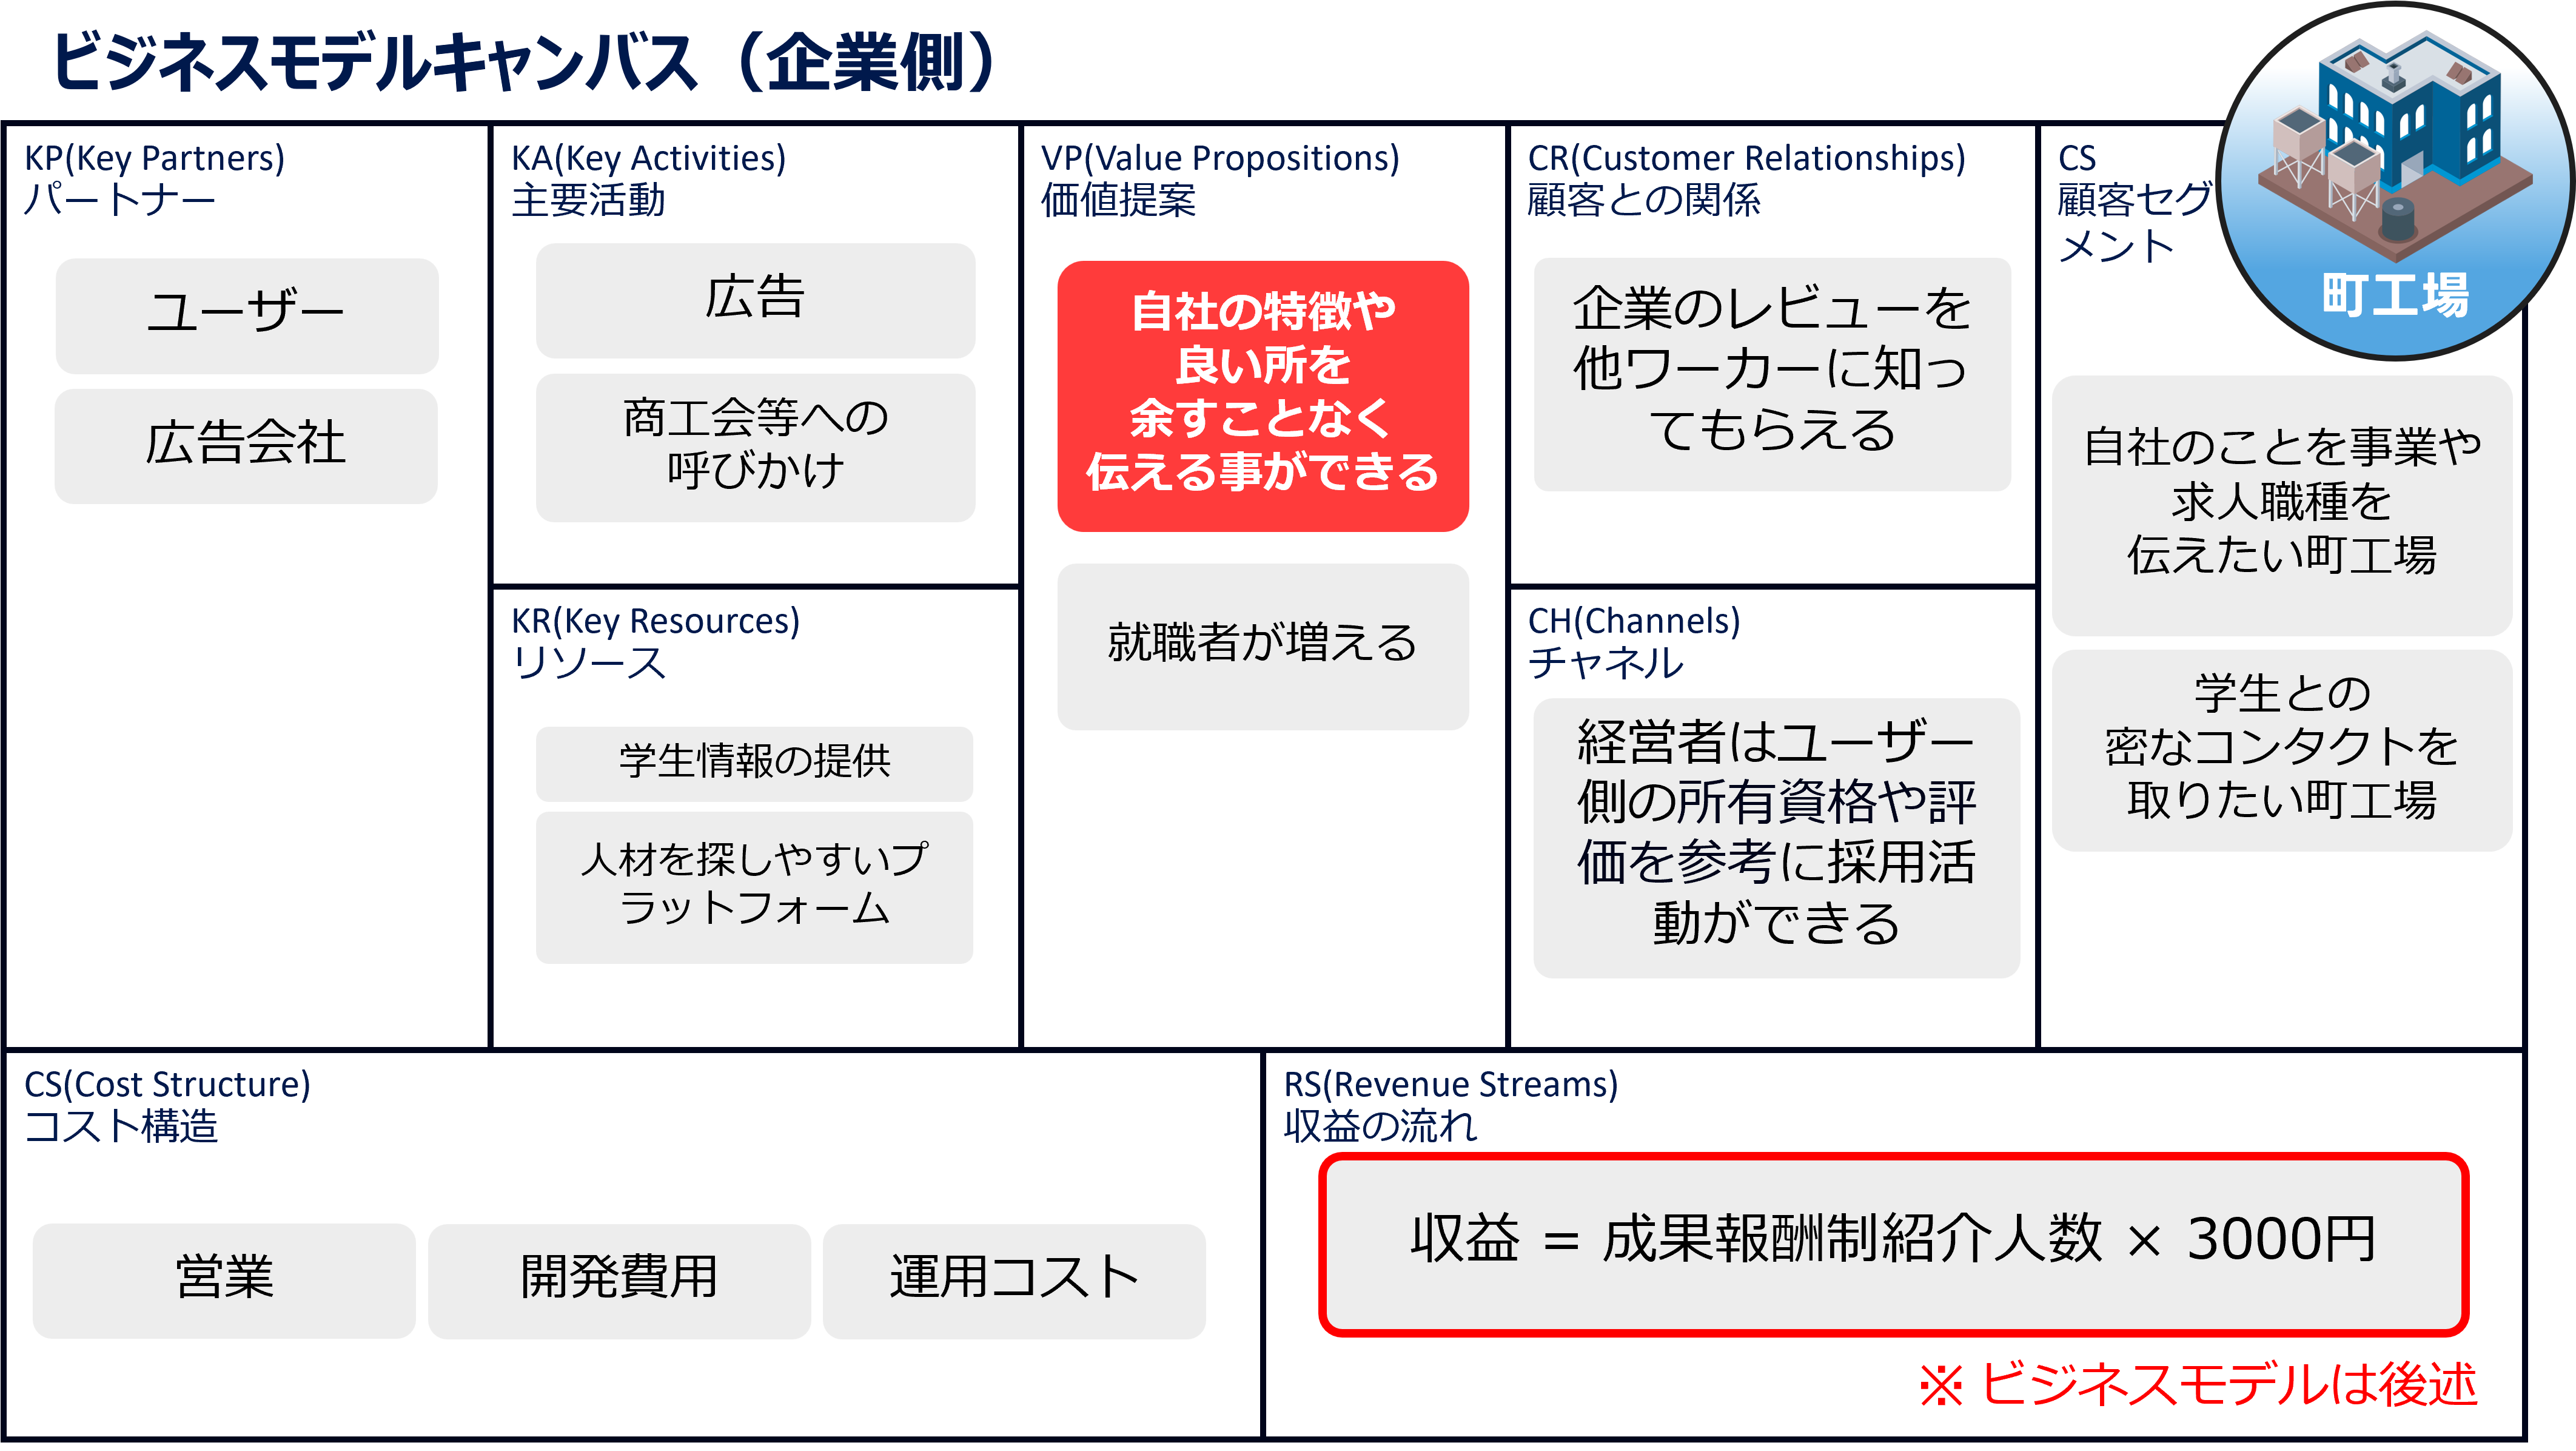 ビジネスモデルキャンバス（企業側）
町工場
KP(Key Partners)
パートナー
ユーザー
広告会社
KA(Key Activities)
主要活動
広告
商工会等への
呼びかけ
KR(Key Resources)
リソース
学生情報の提供
人材を探しやすいプ
ラットフォーム
VP(Value Propositions)
価値提案
自社の特徴や
良い所を
余すことなく
伝える事ができる
就職者が増える
CR(Customer Relationships)
顧客との関係
企業のレビューを
他ワーカーに知っ
てもらえる
CH(Channels)
チャネル
経営者はユーザー
側の所有資格や評
価を参考に採用活
動ができる
CS
顧客セグ
メント
自社のことを事業や
求人職種を
伝えたい町工場
学生との
密なコンタクトを
取りたい町工場
CS(Cost Structure)
コスト構造
営業
開発費用
運用コスト
RS(Revenue Streams)
収益の流れ
収益 = 成果報酬制紹介人数 × 3000円
※ ビジネスモデルは後述